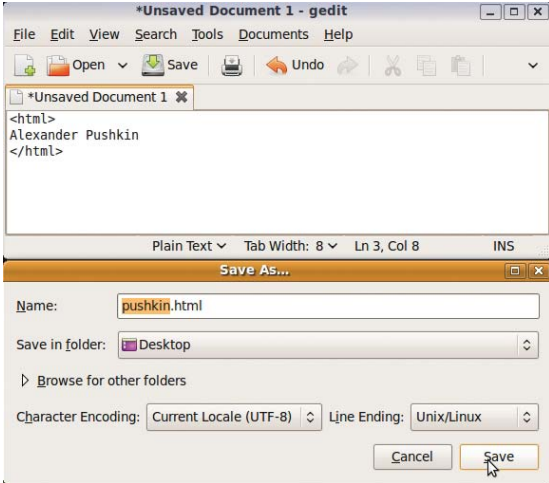 *Unsaved Document 1 - gedit
File Edit View Search Tools Documents Help
Open Save Undo
*Unsaved Document 1
<html>
Alexander Pushkin
</html>
Plain Text Tab Width: 8 Ln 3, Col 8 INS
Save As...
Name: pushkin.html
Save in folder: Desktop
Browse for other folders
Character Encoding: Current Locale (UTF-8) Line Ending: Unix/Linux
Cancel Save